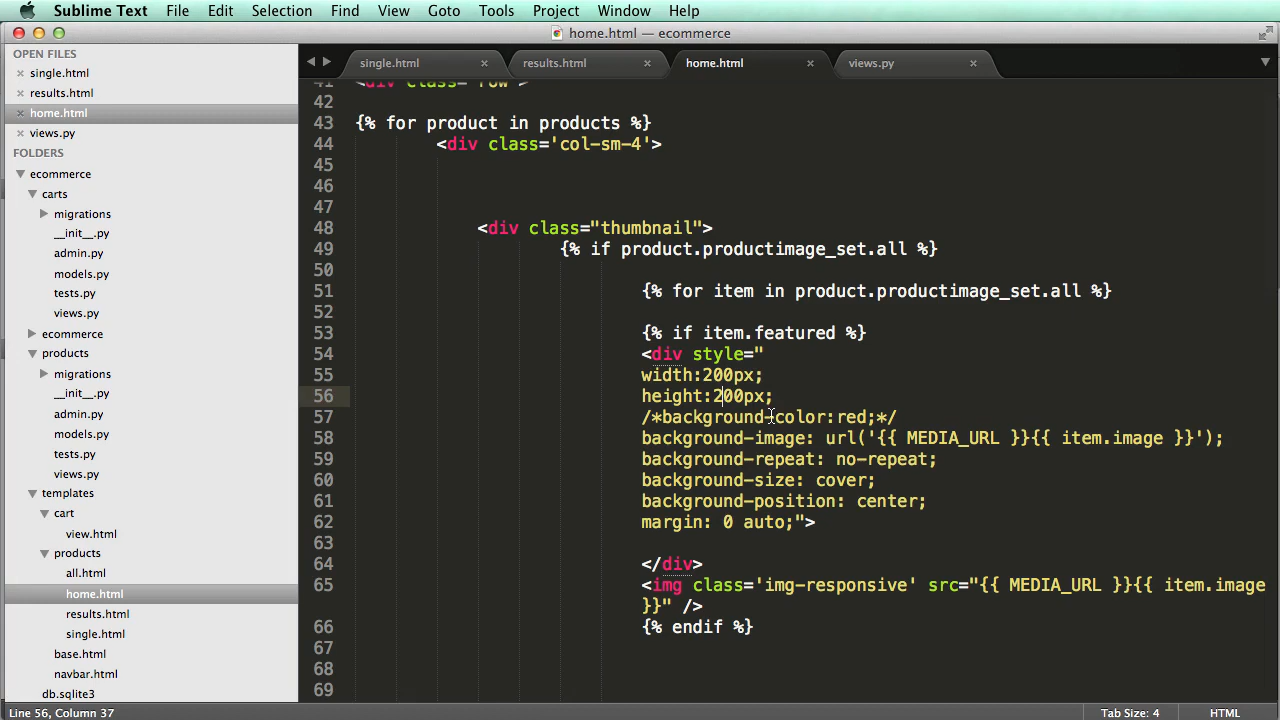 Sublime Text File Edit Selection Find View Goto Tools Project Window Help
home.html — ecommerce
OPEN FILES
single.html
results.html
home.html
views.py
FOLDERS
ecommerce
carts
migrations
__init__.py
admin.py
models.py
tests.py
views.py
ecommerce
products
migrations
__init__.py
admin.py
models.py
tests.py
views.py
templates
cart
view.html
products
all.html
home.html
results.html
single.html
base.html
navbar.html
db.sqlite3
single.html results.html home.html views.py
41 <div class="row">
42
43 {% for product in products %}
44 <div class='col-sm-4'>
45
46
47
48 <div class="thumbnail">
49 {% if product.productimage_set.all %}
50
51 {% for item in product.productimage_set.all %}
52
53 {% if item.featured %}
54 <div style="
55 width:200px;
56 height:200px;
57 /*background-color:red;*/
58 background-image: url('{{ MEDIA_URL }}{{ item.image }}');
59 background-repeat: no-repeat;
60 background-size: cover;
61 background-position: center;
62 margin: 0 auto;">
63
64 </div>
65 <img class='img-responsive' src="{{ MEDIA_URL }}{{ item.image
}}" />
66 {% endif %}
67
68
69
Line 56, Column 37 Tab Size: 4 HTML